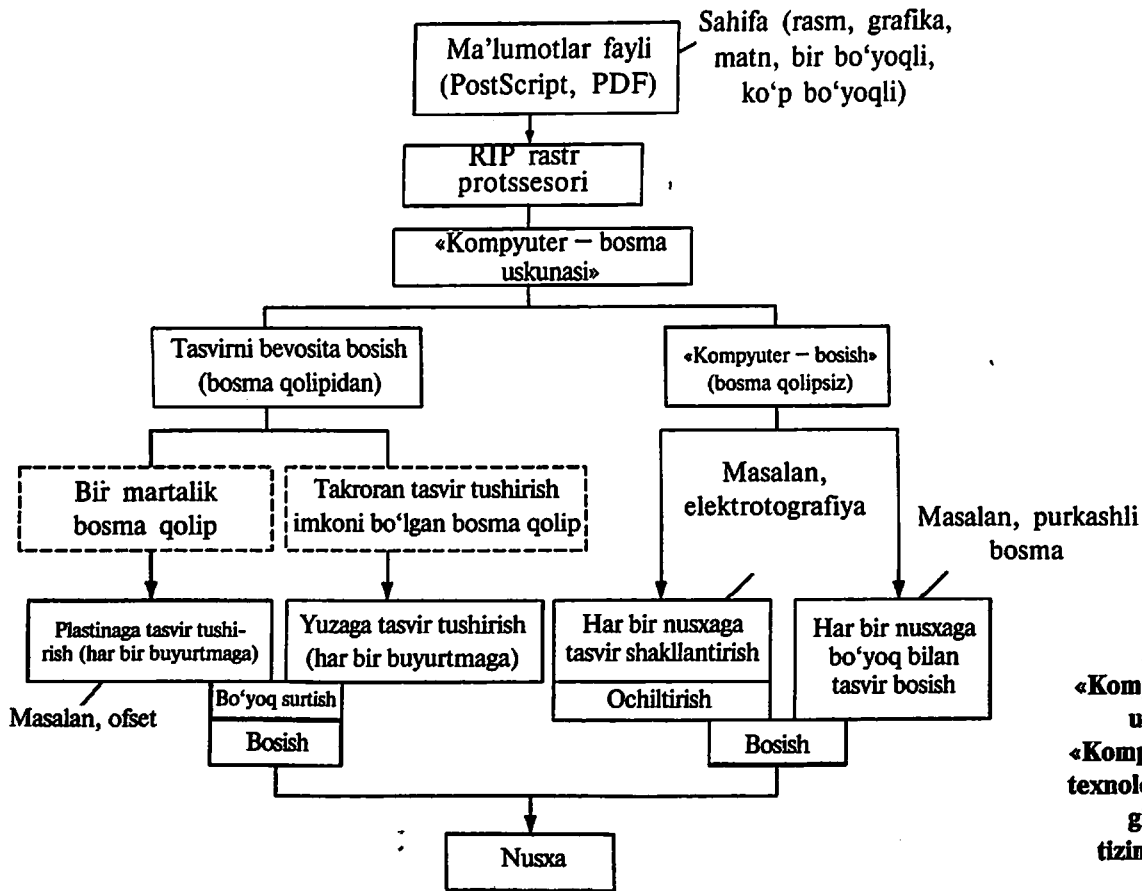 Ma’lumotlar fayli
(PostScript, PDF)
Sahifa (rasm, grafika,
matn, bir bo‘yoqli,
ko‘p bo‘yoqli)
RIP rastr
protssesori
«Kompyuter — bosma
uskunasi»
Tasvirni bevosita bosish
(bosma qolipidan)
«Kompyuter — bosish»
(bosma qolipsiz)
Bir martalik
bosma qolip
Takroran tasvir tushirish
imkoni bo‘lgan bosma qolip
Masalan,
elektrotografiya
Masalan, purkashli
bosma
Plastinaga tasvir tushi-
rish (har bir buyurtmaga)
Yuzaga tasvir tushirish
(har bir buyurtmaga)
Har bir nusxaga
tasvir shakllantirish
Har bir nusxaga
bo‘yoq bilan
tasvir bosish
Masalan, ofset
Bo‘yoq surtish
Bosish
Ochiltirish
Bosish
Nusxa
«Kom
u
«Komp
texnol
g
tizin